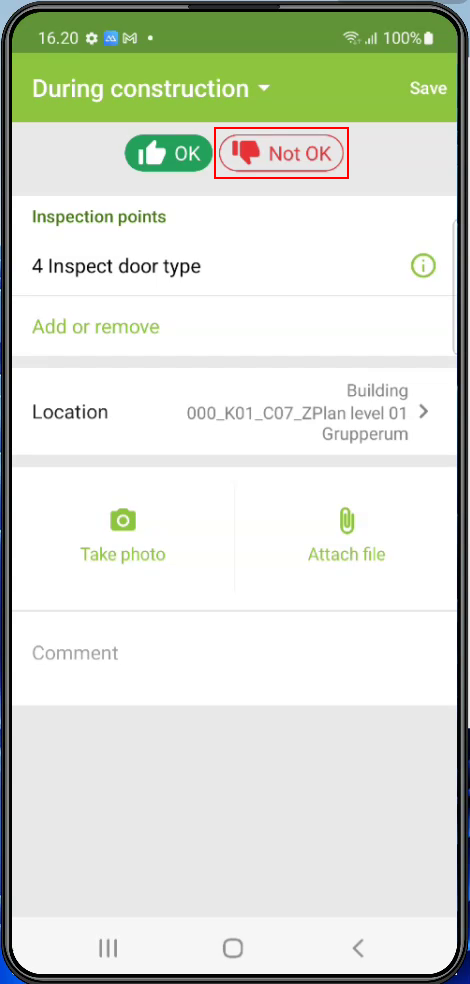 16.20 100%
During construction Save
OK Not OK
Inspection points
4 Inspect door type
Add or remove
Building
Location 000_K01_C07_ZPlan level 01
Grupperum
Take photo Attach file
Comment